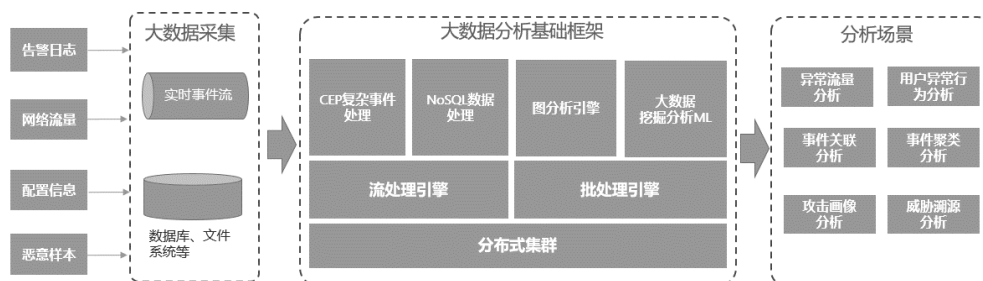 告警日志
网络流量
配置信息
恶意样本
大数据采集
实时事件流
数据库、文件
系统等
大数据分析基础框架
CEP复杂事件
处理
NoSQL数据
处理
图分析引擎
大数据
挖掘分析ML
流处理引擎
批处理引擎
分布式集群
分析场景
异常流量
分析
用户异常行
为分析
事件关联
分析
事件聚类
分析
攻击画像
分析
威胁溯源
分析